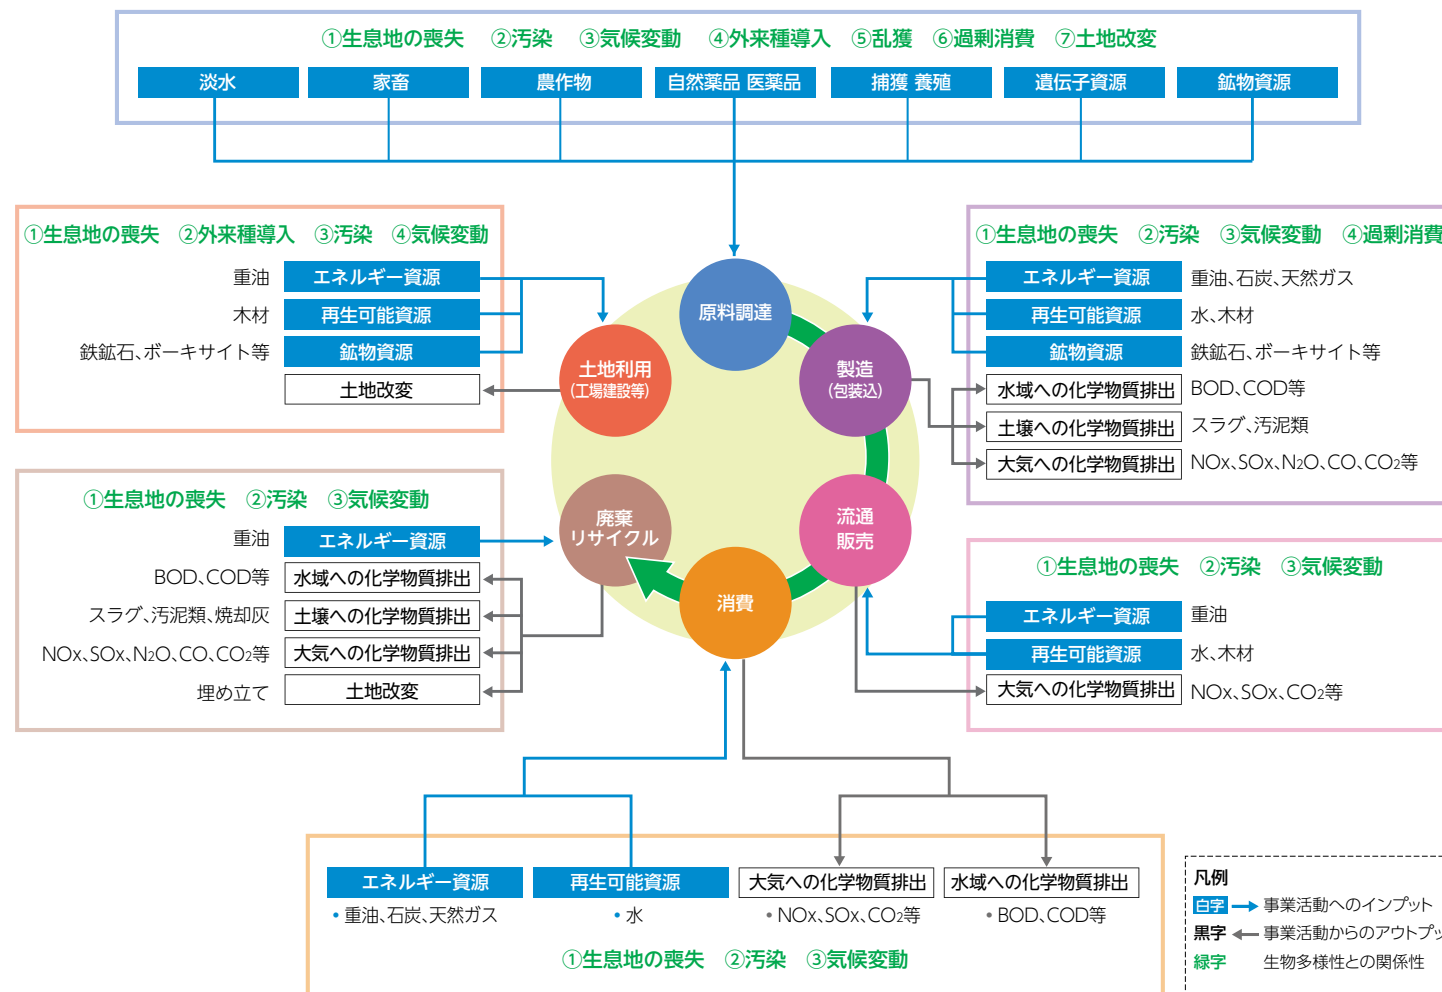 ①生息地の喪失 ②汚染 ③気候変動 ④外来種導入 ⑤乱獲 ⑥過剰消費 ⑦土地改変
淡水 家畜 農作物 自然薬品 医薬品 捕獲 養殖 遺伝子資源 鉱物資源
①生息地の喪失 ②外来種導入 ③汚染 ④気候変動
重油 エネルギー資源
木材 再生可能資源
鉄鉱石、ボーキサイト等 鉱物資源
土地改変
①生息地の喪失 ②汚染 ③気候変動 ④過剰消費
エネルギー資源 重油、石炭、天然ガス
再生可能資源 水、木材
鉱物資源 鉄鉱石、ボーキサイト等
水域への化学物質排出 BOD、COD等
土壌への化学物質排出 スラグ、汚泥類
大気への化学物質排出 NOx、SOx、N2O、CO、CO2等
原料調達
製造
(包装込)
流通
販売
消費
廃棄
リサイクル
土地利用
(工場建設等)
①生息地の喪失 ②汚染 ③気候変動
重油 エネルギー資源
BOD、COD等 水域への化学物質排出
スラグ、汚泥類、焼却灰 土壌への化学物質排出
NOx、SOx、N2O、CO、CO2等 大気への化学物質排出
埋め立て 土地改変
①生息地の喪失 ②汚染 ③気候変動
エネルギー資源 重油
再生可能資源 水、木材
大気への化学物質排出 NOx、SOx、CO2等
エネルギー資源 再生可能資源 大気への化学物質排出 水域への化学物質排出
・重油、石炭、天然ガス ・水 ・NOx、SOx、CO2等 ・BOD、COD等
①生息地の喪失 ②汚染 ③気候変動
凡例
白字 事業活動へのインプット
黒字 事業活動からのアウトプッ
緑字 生物多様性との関係性